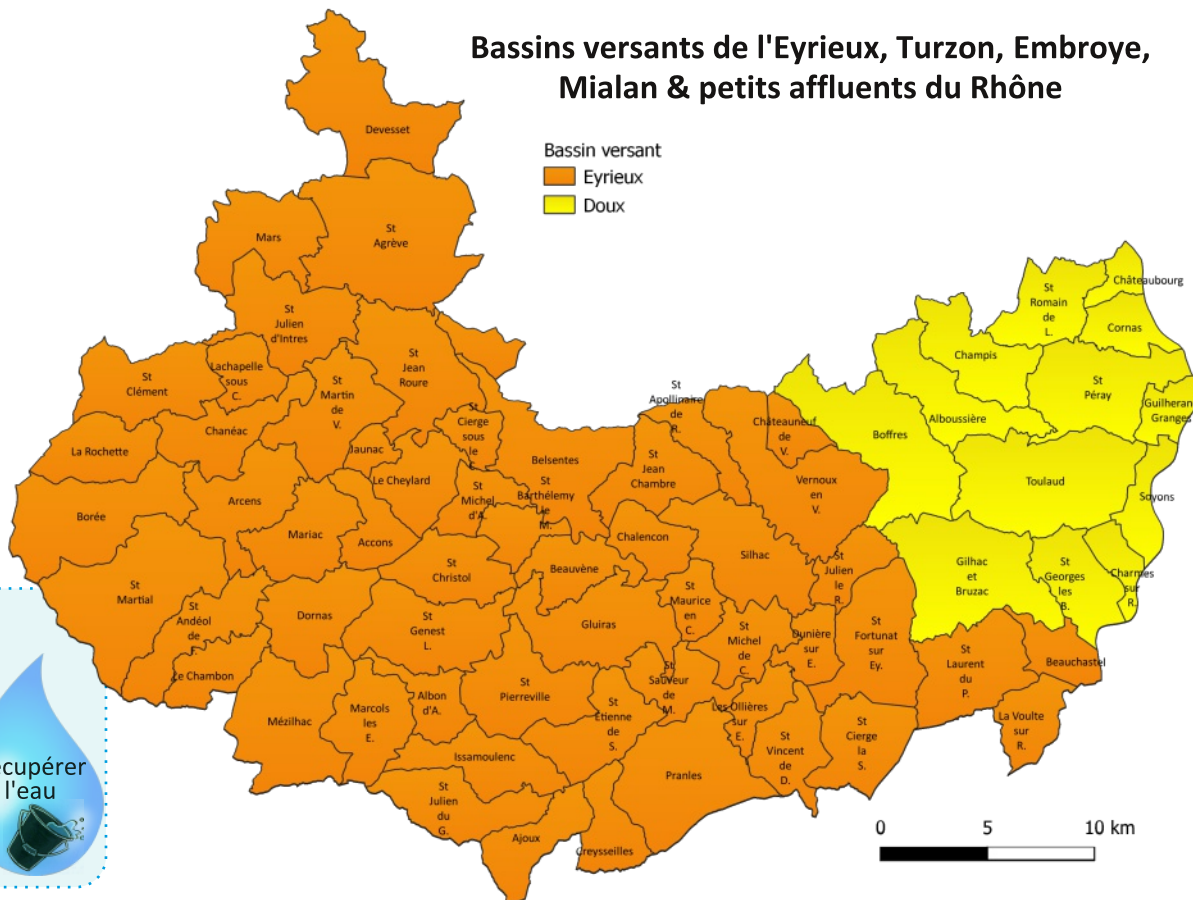 Bassins versants de l'Eyrieux, Turzon, Embroye,
Mialan & petits affluents du Rhône
Bassin versant
Eyrieux
Doux
Devesset
St
Agrève
Mars
St
Julien
d'Intres
St
Jean
Roure
Lachapelle
sous
C.
St
Clément
St
Martin
de
V.
St
Cierge
sous
le
C.
Chanéac
La Rochette
Jaunac
Le Cheylard
Belsentes
St
Barthélemy
le
M.
St
Michel
d'A.
St
Apollinaire
de
R.
St
Jean
Chambre
Châteauneuf
de
V.
Vernoux
en
V.
Boffres
Alboussière
Champis
St
Romain
de
L.
Châteaubourg
Cornas
St
Péray
Guilheran
Granges
Toulaud
Soyons
Arcens
Borée
Mariac
Accons
Chalencon
Silhac
St
Julien
le
R.
Gilhac
et
Bruzac
St
Georges
les
B.
Charmes
sur
R.
St
Martial
St
Andéol
de
F.
Le Chambon
Dornas
St
Christol
Beauvène
St
Genest
L.
Gluiras
St
Maurice
en
C.
St
Michel
de
C.
Dunière
sur
E.
St
Fortunat
sur
Ey.
St
Laurent
du
P.
Beauchastel
La Voulte
sur
R.
Mézilhac
Marcols
les
E.
Albon
d'A.
St
Pierreville
St
Etienne
de
S.
St
Sauveur
de
M.
Les Ollières
sur
E.
St
Vincent
de
D.
St
Cierge
la
S.
Issamoulenc
St
Julien
du
G.
Pranles
Ajoux
Creysseilles
écupérer
l'eau
0 5 10 km